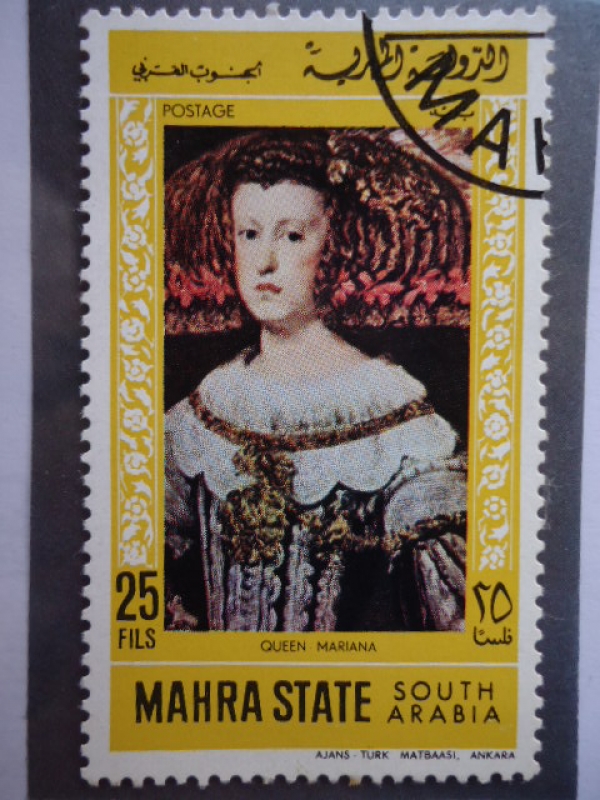 الدولة المهرية
الجنوب العربي
POSTAGE
MAH
25
FILS
٢٥
فلسا
QUEEN MARIANA
MAHRA STATE
SOUTH
ARABIA
AJANS - TURK MATBAASI, ANKARA